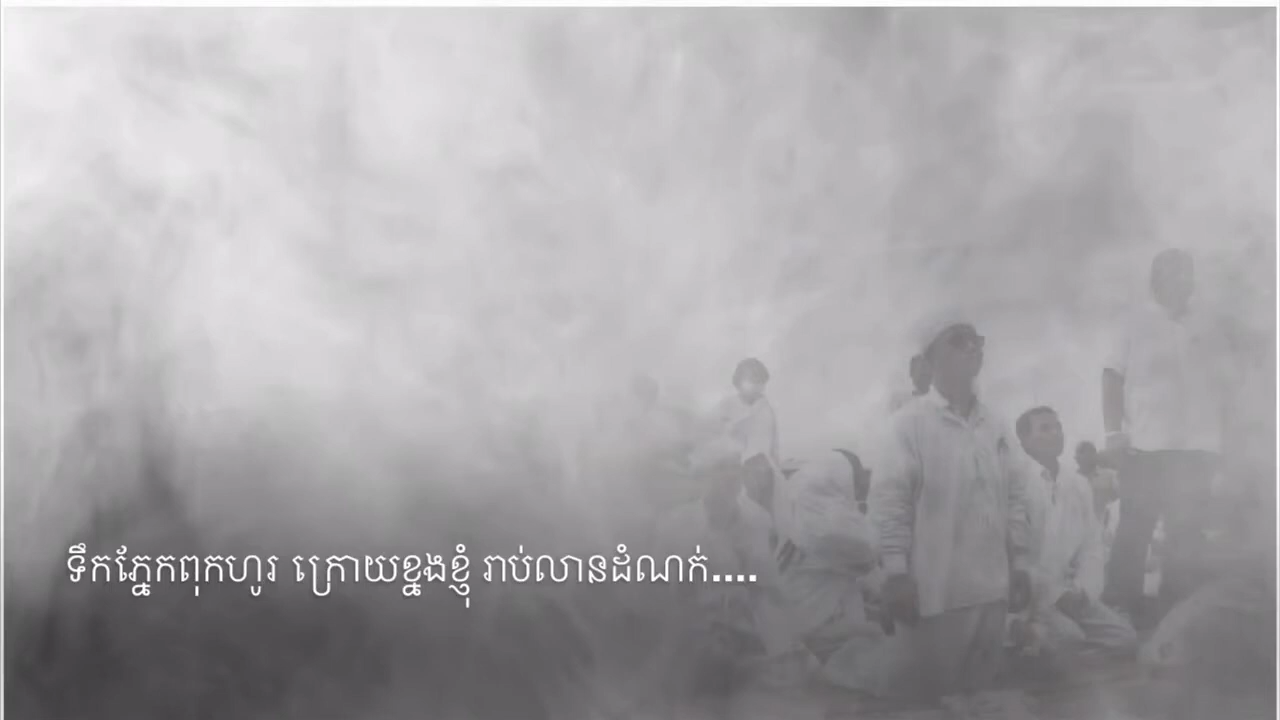 ទឹកភ្នែកពុកហូរ ក្រោយខ្នងខ្ញុំ រាប់លានដំណក់....